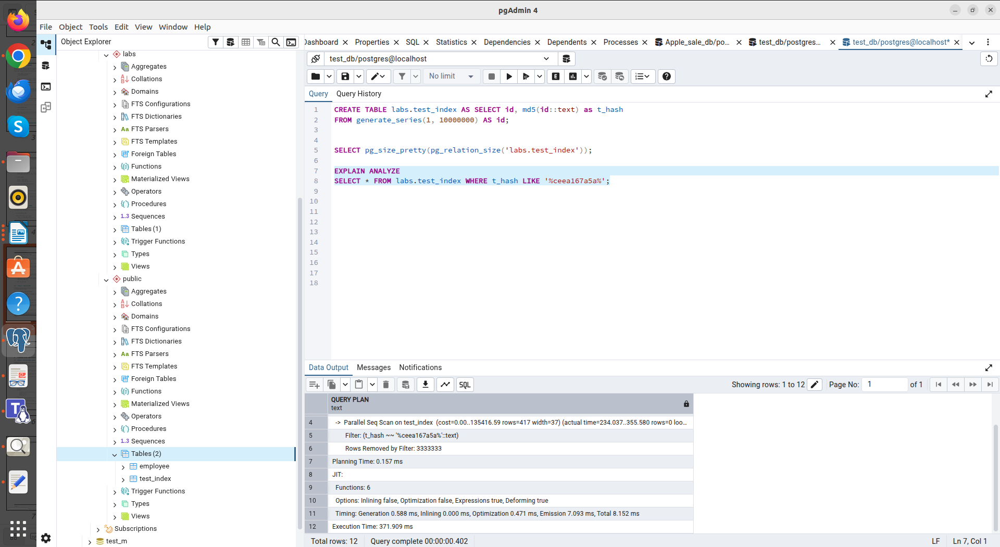 pgAdmin 4
File Object Tools Edit View Window Help
Object Explorer
labs
Aggregates
Collations
Domains
FTS Configurations
FTS Dictionaries
Aa FTS Parsers
FTS Templates
Foreign Tables
Functions
Materialized Views
Operators
Procedures
1..3 Sequences
Tables (1)
Trigger Functions
Types
Views
public
Aggregates
Collations
Domains
FTS Configurations
FTS Dictionaries
Aa FTS Parsers
FTS Templates
Foreign Tables
Functions
Materialized Views
Operators
Procedures
1..3 Sequences
Tables (2)
employee
test_index
Trigger Functions
Types
Views
Subscriptions
test_m
Dashboard Properties SQL Statistics Dependencies Dependents Processes Apple_sale_db/po... test_db/postgres... test_db/postgres@localhost*
test_db/postgres@localhost
No limit
Query Query History
1 CREATE TABLE labs.test_index AS SELECT id, md5(id::text) as t_hash
2 FROM generate_series(1, 10000000) AS id;
3
4
5 SELECT pg_size_pretty(pg_relation_size('labs.test_index'));
6
7 EXPLAIN ANALYZE
8 SELECT * FROM labs.test_index WHERE t_hash LIKE '%ceea167a5a%';
9
10
11
12
13
14
15
16
17
18
Data Output Messages Notifications
SQL Showing rows: 1 to 12 Page No: 1 of 1
QUERY PLAN
text
4 -> Parallel Seq Scan on test_index (cost=0.00..135416.59 rows=417 width=37) (actual time=234.037..355.580 rows=0 loo...
5 Filter: (t_hash ~~ '%ceea167a5a%'::text)
6 Rows Removed by Filter: 3333333
7 Planning Time: 0.157 ms
8 JIT:
9 Functions: 6
10 Options: Inlining false, Optimization false, Expressions true, Deforming true
11 Timing: Generation 0.588 ms, Inlining 0.000 ms, Optimization 0.471 ms, Emission 7.093 ms, Total 8.152 ms
12 Execution Time: 371.909 ms
Total rows: 12 Query complete 00:00:00.402 LF Ln 7, Col 1